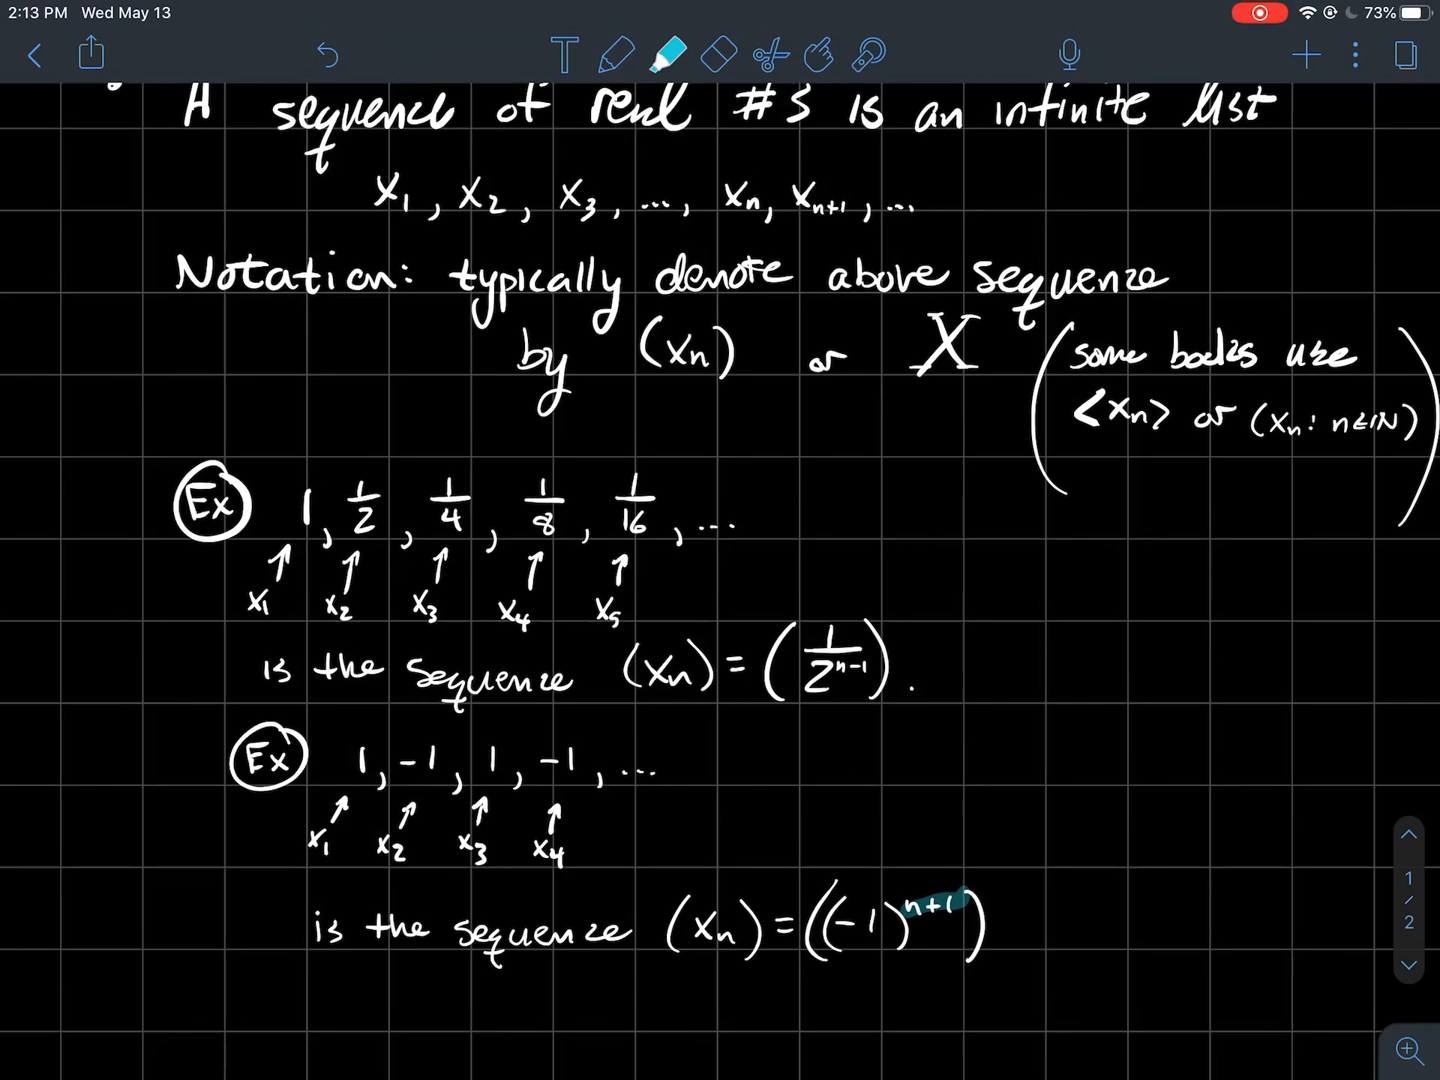 2:13 PM Wed May 13 73%
A sequence of real #s is an infinite list
x₁, x₂, x₃, ..., xₙ, xₙ₊₁, ...
Notation: typically denote above sequence
by (xₙ) or X (some books use
<xₙ> or (xₙ : n∈ℕ))
Ex 1, 1/2, 1/4, 1/8, 1/16, ...
x₁ x₂ x₃ x₄ x₅
is the sequence (xₙ) = (1/2ⁿ⁻¹).
Ex 1, -1, 1, -1, ...
x₁ x₂ x₃ x₄
is the sequence (xₙ) = ((-1)ⁿ⁺¹)
1
/
2